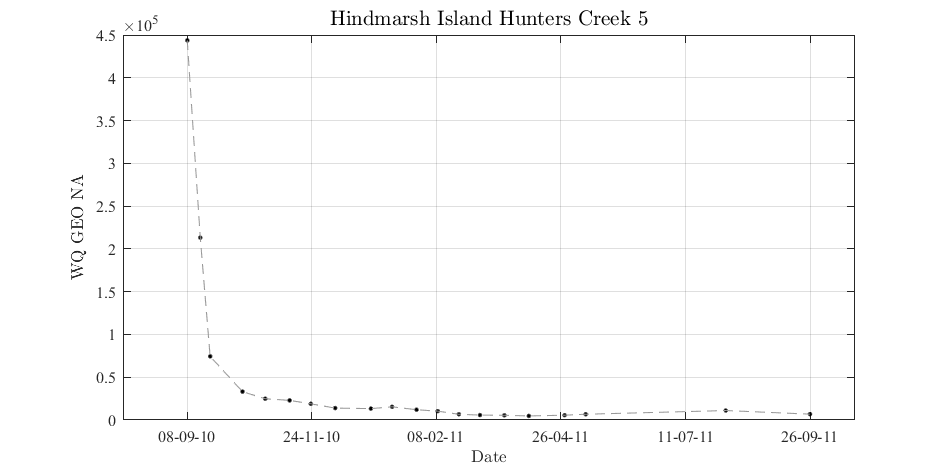 Hindmarsh Island Hunters Creek 5
×10⁵
4.5
4
3.5
3
2.5
2
1.5
1
0.5
0
WQ GEO NA
08-09-10 24-11-10 08-02-11 26-04-11 11-07-11 26-09-11
Date